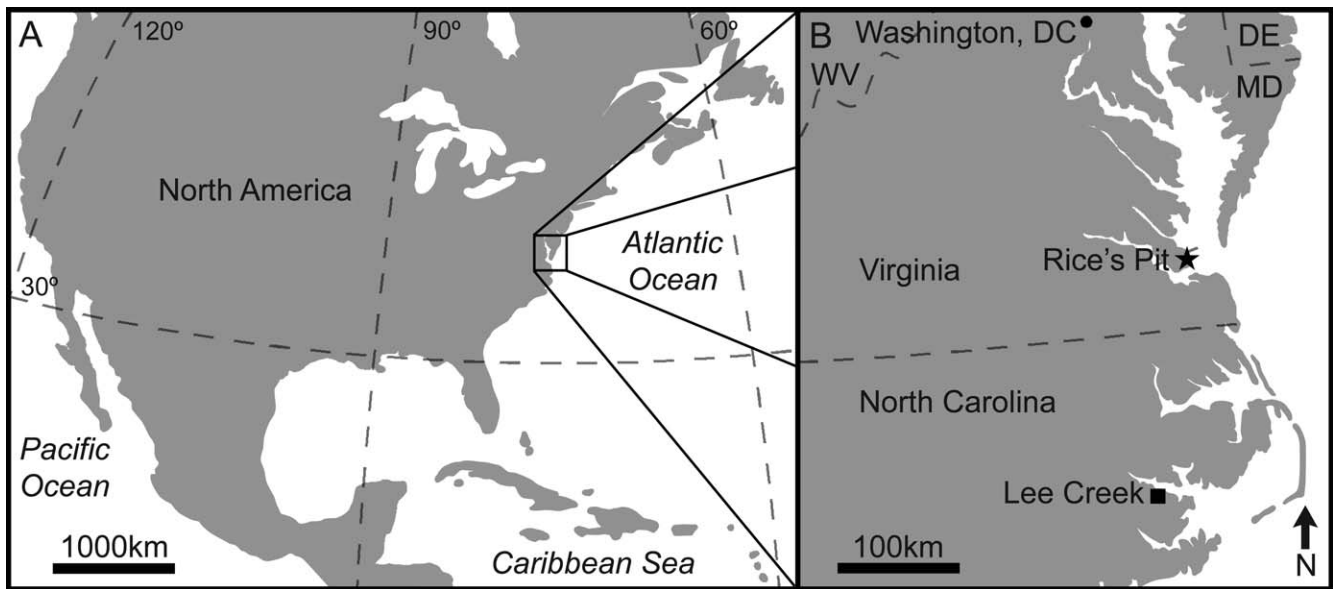 A
120º
90º
60º
North America
Atlantic
Ocean
30º
Pacific
Ocean
1000km
Caribbean Sea
B
Washington, DC
DE
WV
MD
Rice's Pit
Virginia
North Carolina
Lee Creek
100km
N